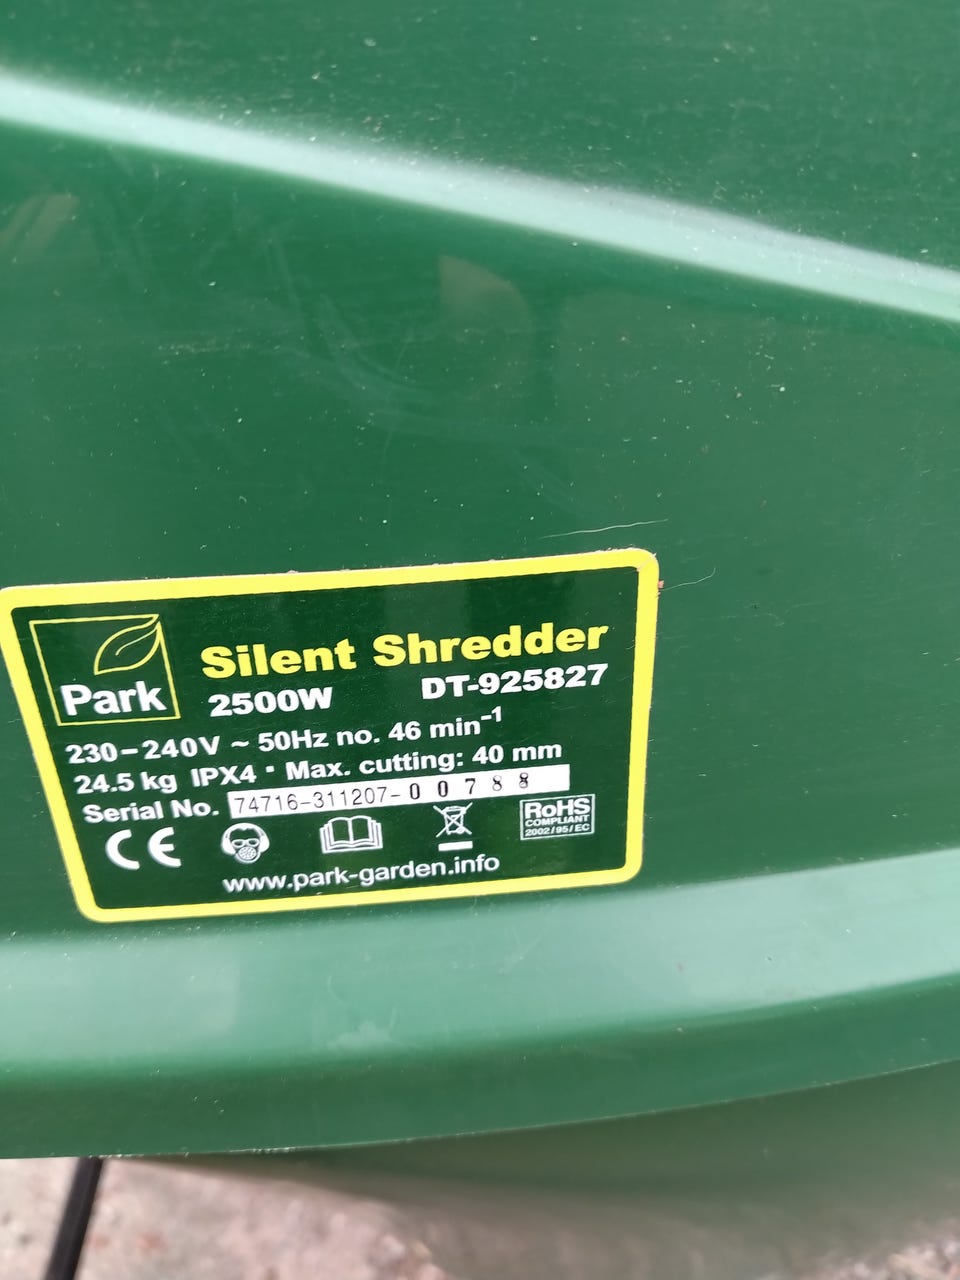 Park
Silent Shredder
2500W DT-925827
230-240V ~ 50Hz no. 46 min⁻¹
24.5 kg IPX4 · Max. cutting: 40 mm
Serial No. 74716-311207-00788
CE
RoHS
COMPLIANT
2002/95/EC
www.park-garden.info